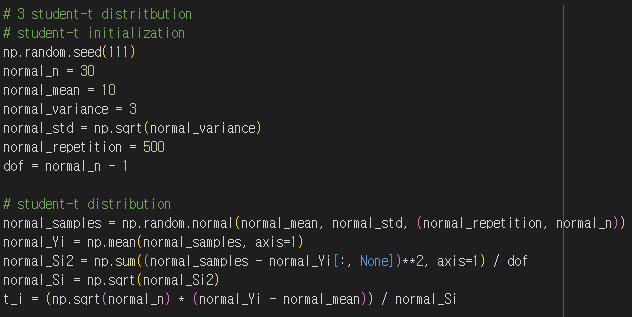 # 3 student-t distritbution
# student-t initialization
np.random.seed(111)
normal_n = 30
normal_mean = 10
normal_variance = 3
normal_std = np.sqrt(normal_variance)
normal_repetition = 500
dof = normal_n - 1

# student-t distribution
normal_samples = np.random.normal(normal_mean, normal_std, (normal_repetition, normal_n))
normal_Yi = np.mean(normal_samples, axis=1)
normal_Si2 = np.sum((normal_samples - normal_Yi[:, None])**2, axis=1) / dof
normal_Si = np.sqrt(normal_Si2)
t_i = (np.sqrt(normal_n) * (normal_Yi - normal_mean)) / normal_Si